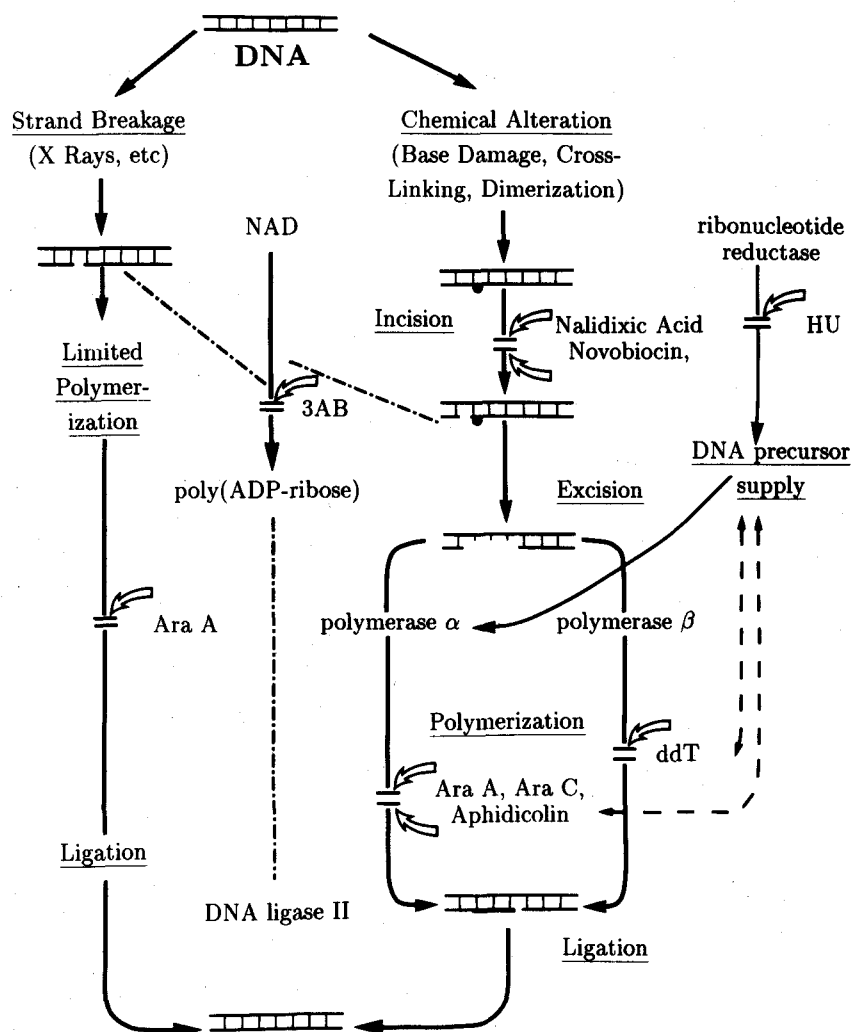 DNA
Strand Breakage
(X Rays, etc)
Chemical Alteration
(Base Damage, Cross-
Linking, Dimerization)
NAD
ribonucleotide
reductase
Incision
Nalidixic Acid
Novobiocin,
HU
Limited
Polymer-
ization
3AB
poly(ADP-ribose)
DNA precursor
supply
Excision
Ara A
polymerase α
polymerase β
Polymerization
ddT
Ara A, Ara C,
Aphidicolin
Ligation
DNA ligase II
Ligation